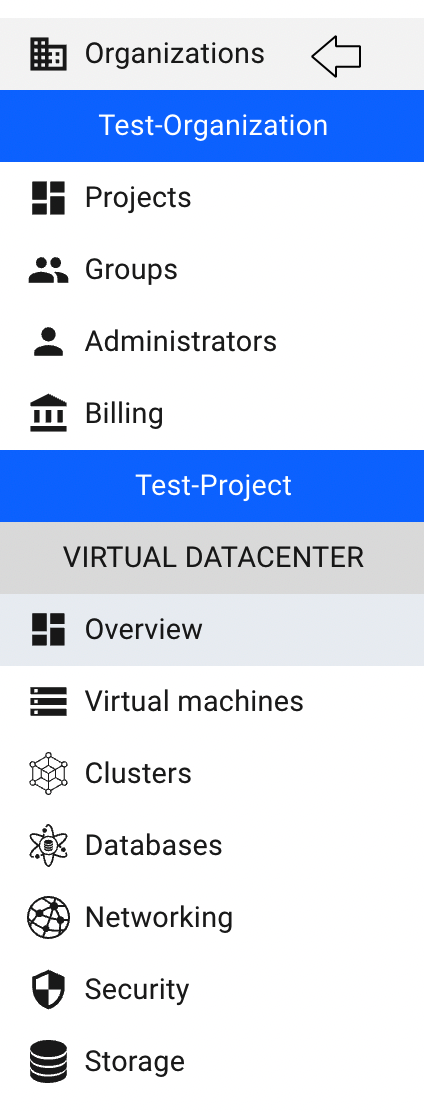 Organizations
Test-Organization
Projects
Groups
Administrators
Billing
Test-Project
VIRTUAL DATACENTER
Overview
Virtual machines
Clusters
Databases
Networking
Security
Storage